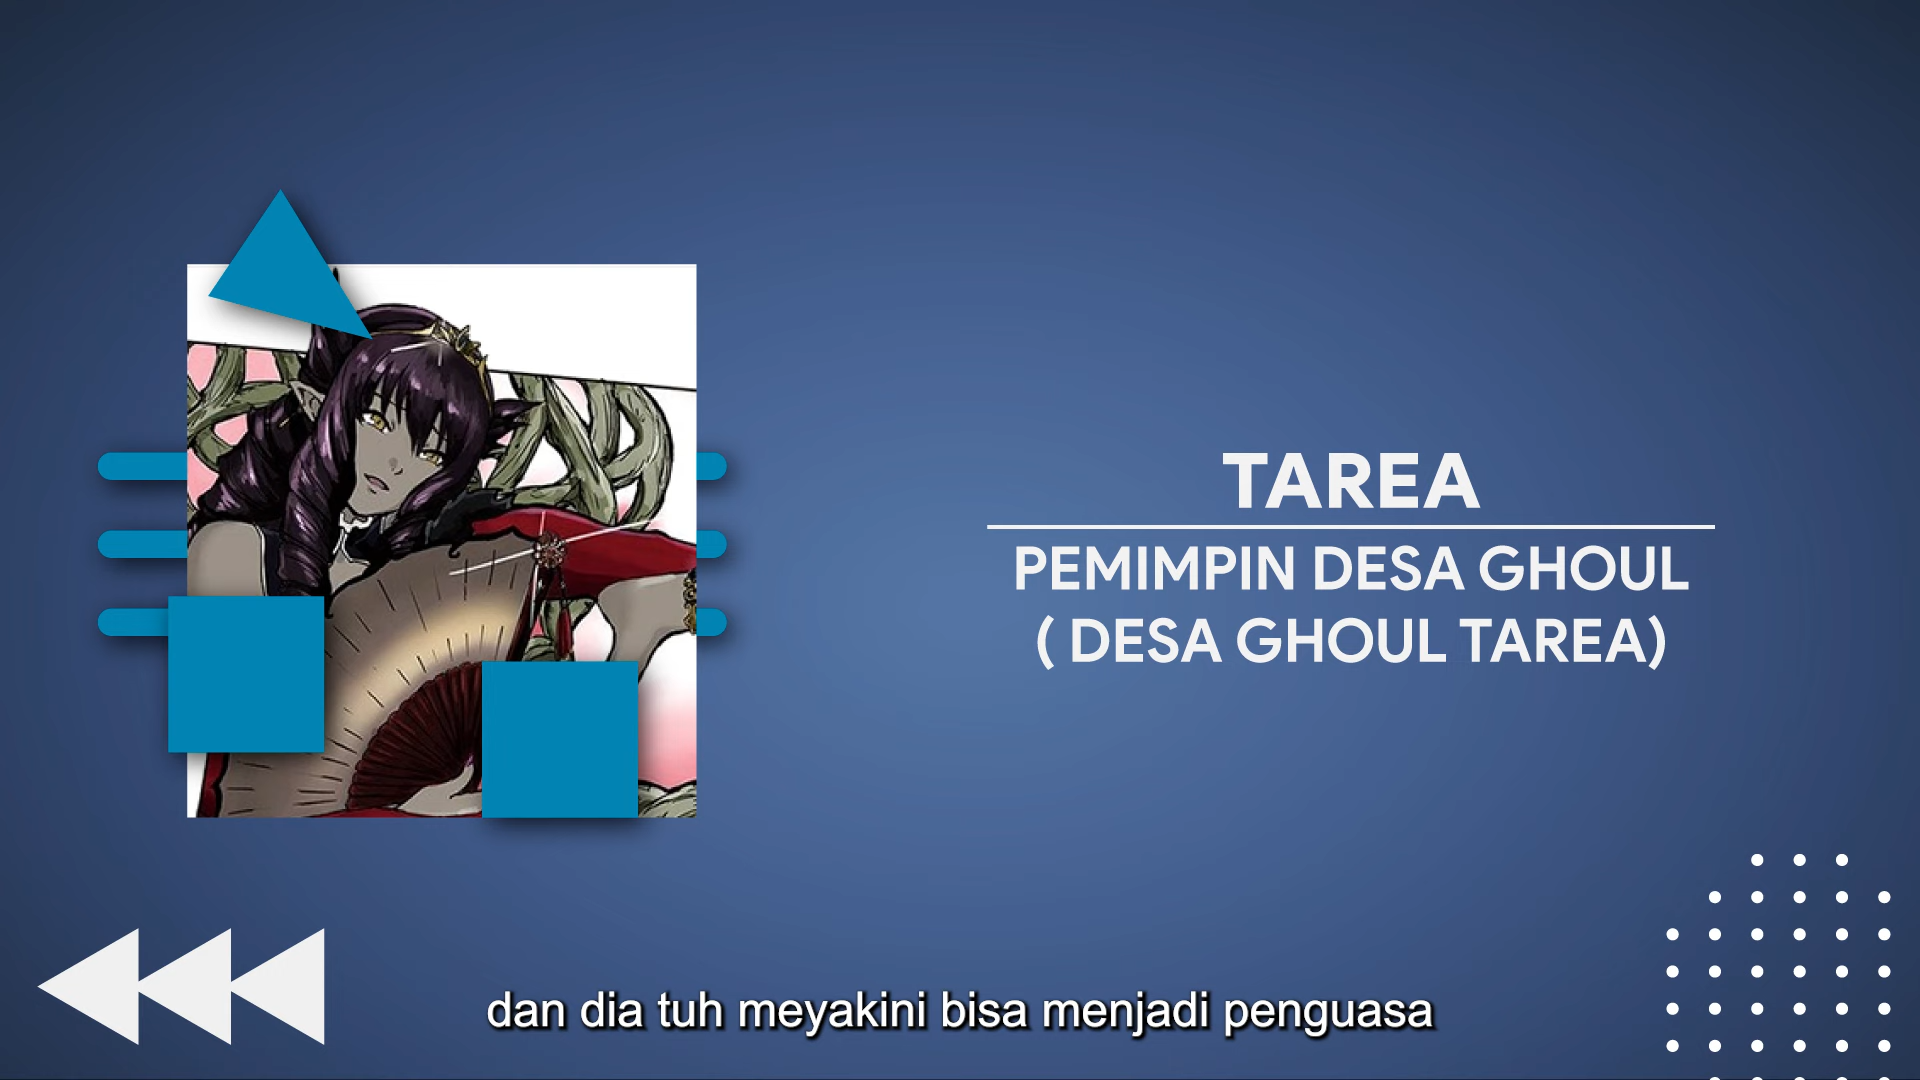 TAREA
PEMIMPIN DESA GHOUL
( DESA GHOUL TAREA)
dan dia tuh meyakini bisa menjadi penguasa